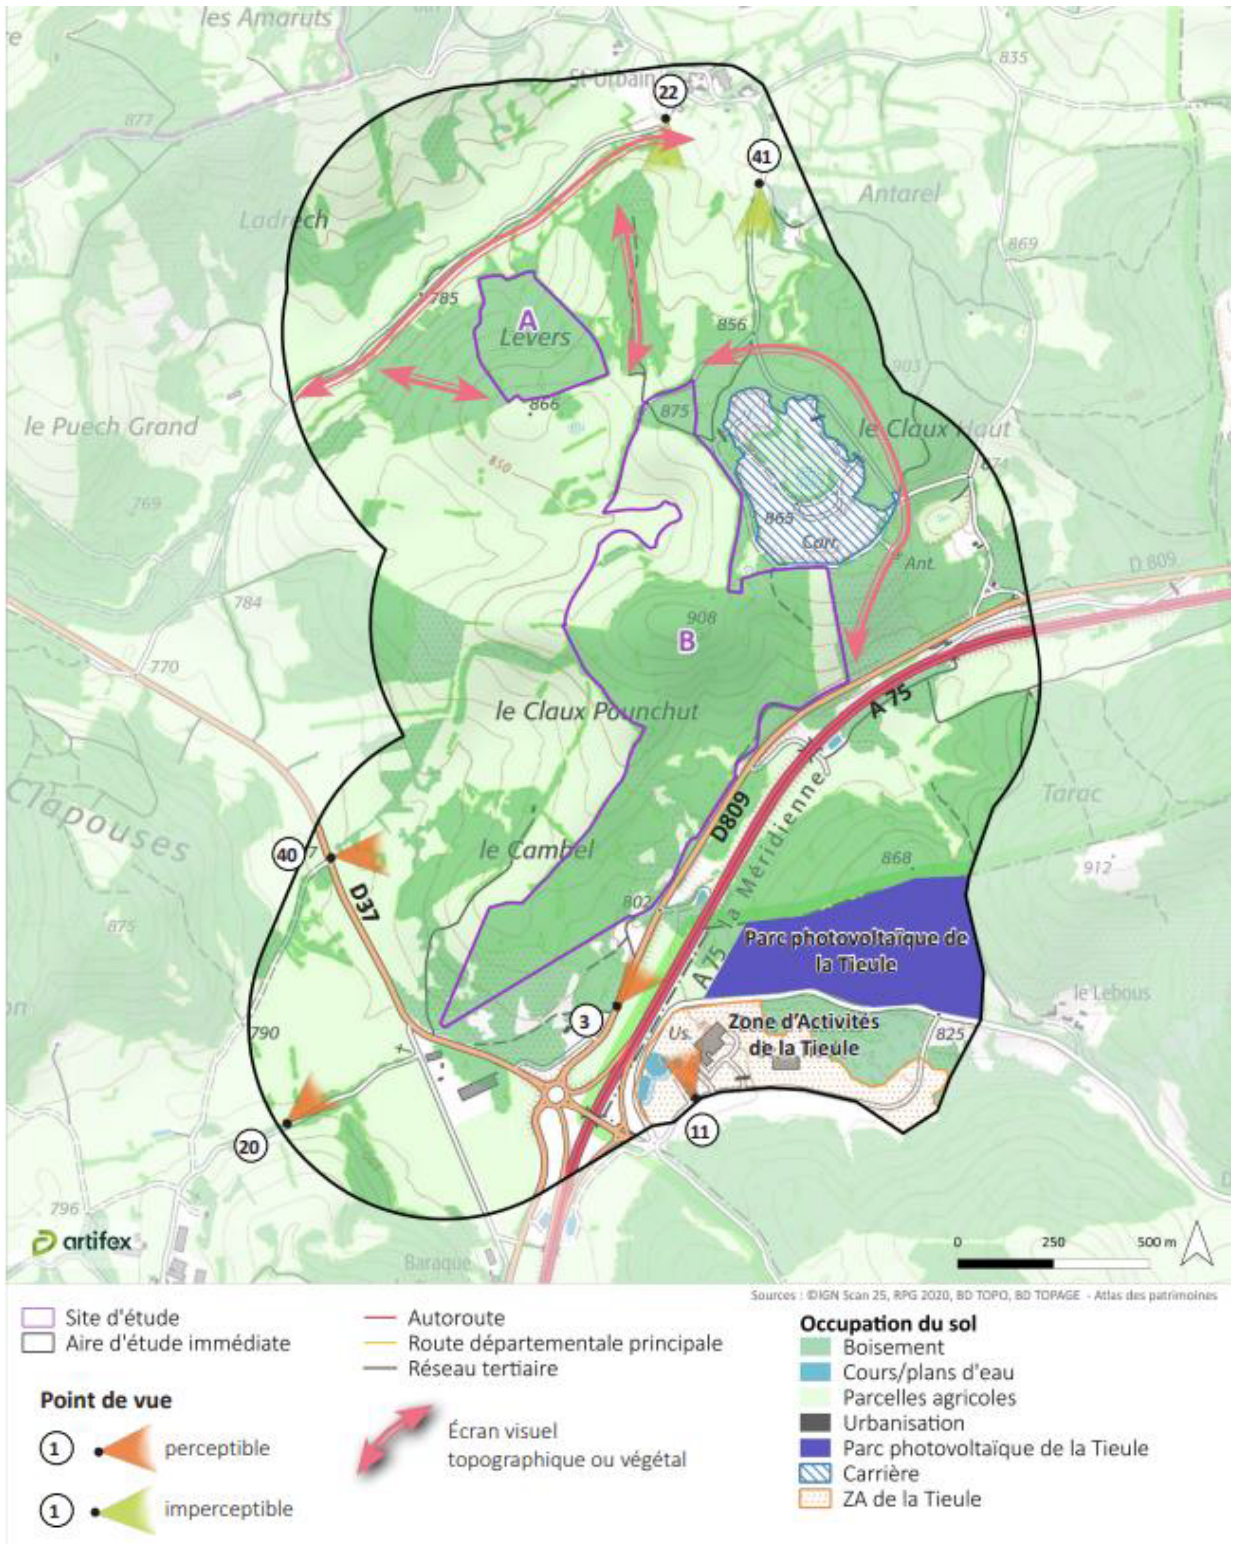 les Amaruts
St-Urbain
835
22
877
41
Antarel
Ladrech
869
785
A
Levers
856
903
866
875
le Puech Grand
le Claux Haut
850
769
865
Carr.
Ant.
D 809
784
908
B
770
le Claux Pounchut
A 75
Clapouses
Tarac
D809
la Méridienne
40
le Cambel
868
912
D37
802
875
Parc photovoltaïque de
la Tieule
A 75
le Lebous
3
Us.
Zone d'Activités
de la Tieule
825
790
20
11
796
artifex
Baraque
0 250 500 m
Sources : ©IGN Scan 25, RPG 2020, BD TOPO, BD TOPAGE - Atlas des patrimoines
Site d'étude
Aire d'étude immédiate
Autoroute
Route départementale principale
Réseau tertiaire
Occupation du sol
Boisement
Cours/plans d'eau
Parcelles agricoles
Urbanisation
Parc photovoltaïque de la Tieule
Carrière
ZA de la Tieule
Point de vue
1 perceptible
1 imperceptible
Écran visuel
topographique ou végétal